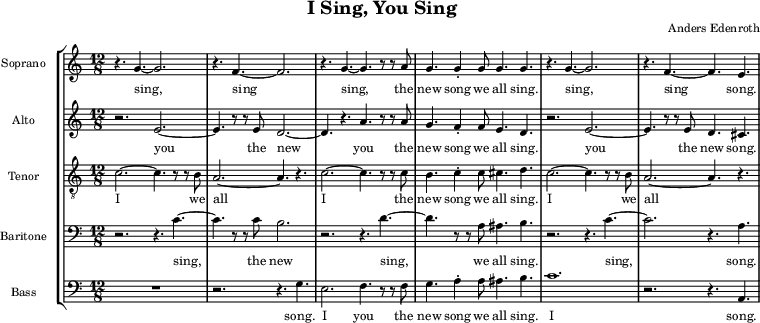 I Sing, You Sing
Anders Edenroth
Soprano
sing, sing sing, the new song we all sing. sing, sing song.
Alto
you the new you the new song we all sing. you the new song.
Tenor
8
I we all I the new song we all sing. I we all
Baritone
sing, the new sing, we all sing. sing, song.
Bass
song. I you the new song we all sing. I song.